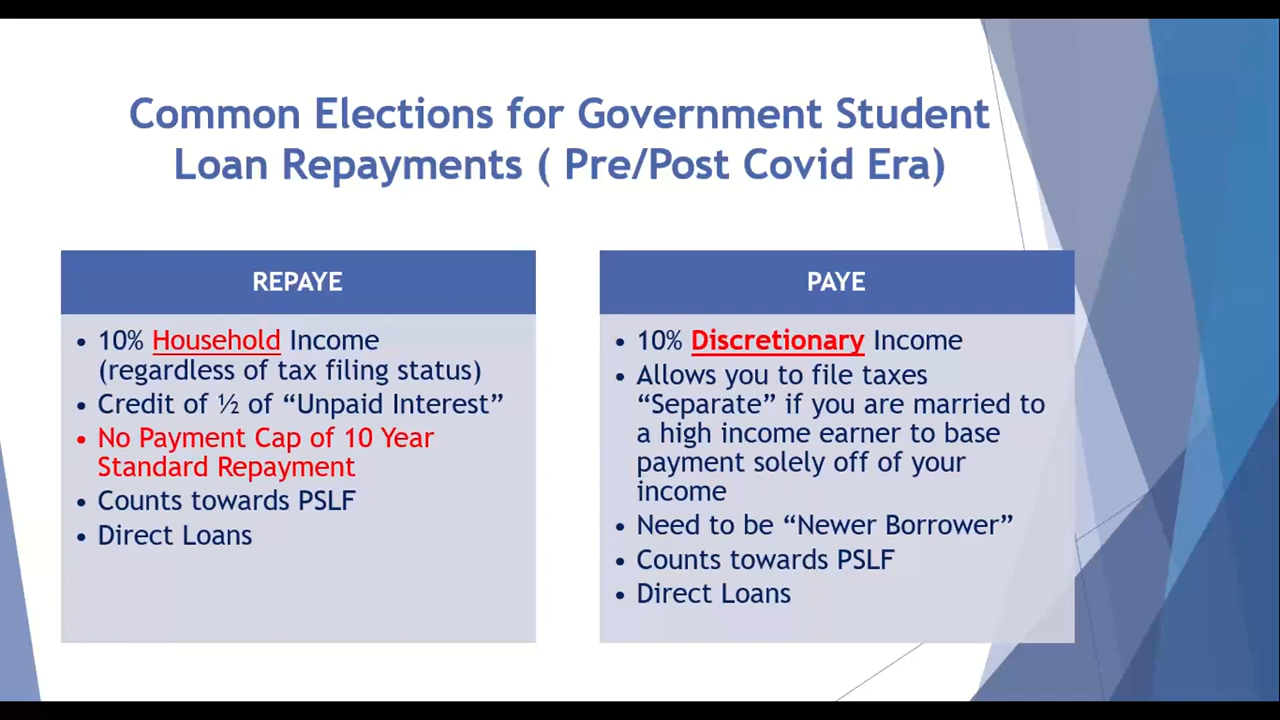 Common Elections for Government Student
Loan Repayments ( Pre/Post Covid Era)
REPAYE
• 10% Household Income
(regardless of tax filing status)
• Credit of ½ of “Unpaid Interest”
• No Payment Cap of 10 Year
Standard Repayment
• Counts towards PSLF
• Direct Loans
PAYE
• 10% Discretionary Income
• Allows you to file taxes
“Separate” if you are married to
a high income earner to base
payment solely off of your
income
• Need to be “Newer Borrower”
• Counts towards PSLF
• Direct Loans